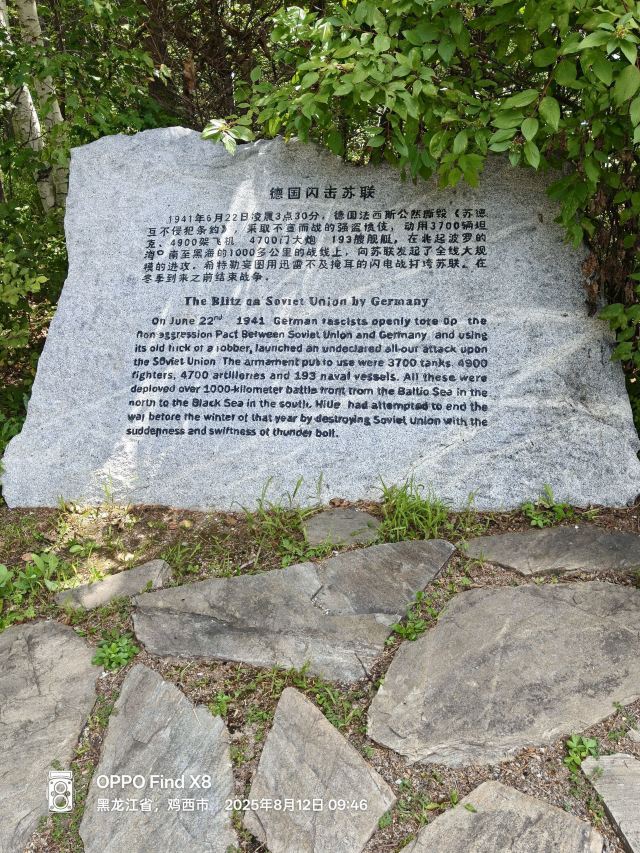 德国闪击苏联
1941年6月22日凌晨3点30分，德国法西斯公然撕毁《苏德
互不侵犯条约》，采取不宣而战的强盗惯伎，动用3700辆坦
克、4900架飞机 4700门大炮 193艘舰艇，在北起波罗的
海。南至黑海的1000多公里的战线上，向苏联发起了全线大规
模的进攻。希特勒妄图用迅雷不及掩耳的闪电战打垮苏联。在
冬季到来之前结束战争。
The Blitz on Soviet Union by Germany
On June 22nd 1941 German fascists openly tore up the
Non aggression Pact Between Soviet Union and Germany and using
its old trick of a robber, launched an undeclared all-our attack upon
the Soviet Union The armament put to use were 3700 tanks 4900
fighters, 4700 artilleries and 193 naval vessels. All these were
deployed over 1000-kilometer battle front from the Baltic Sea in the
north to the Black Sea in the south. Hitle had attempted to end the
war before the winter of that year by destroying Soviet Union with the
suddenness and swiftness of thunder bolt.
OPPO Find X8
黑龙江省，鸡西市 2025年8月12日 09:46